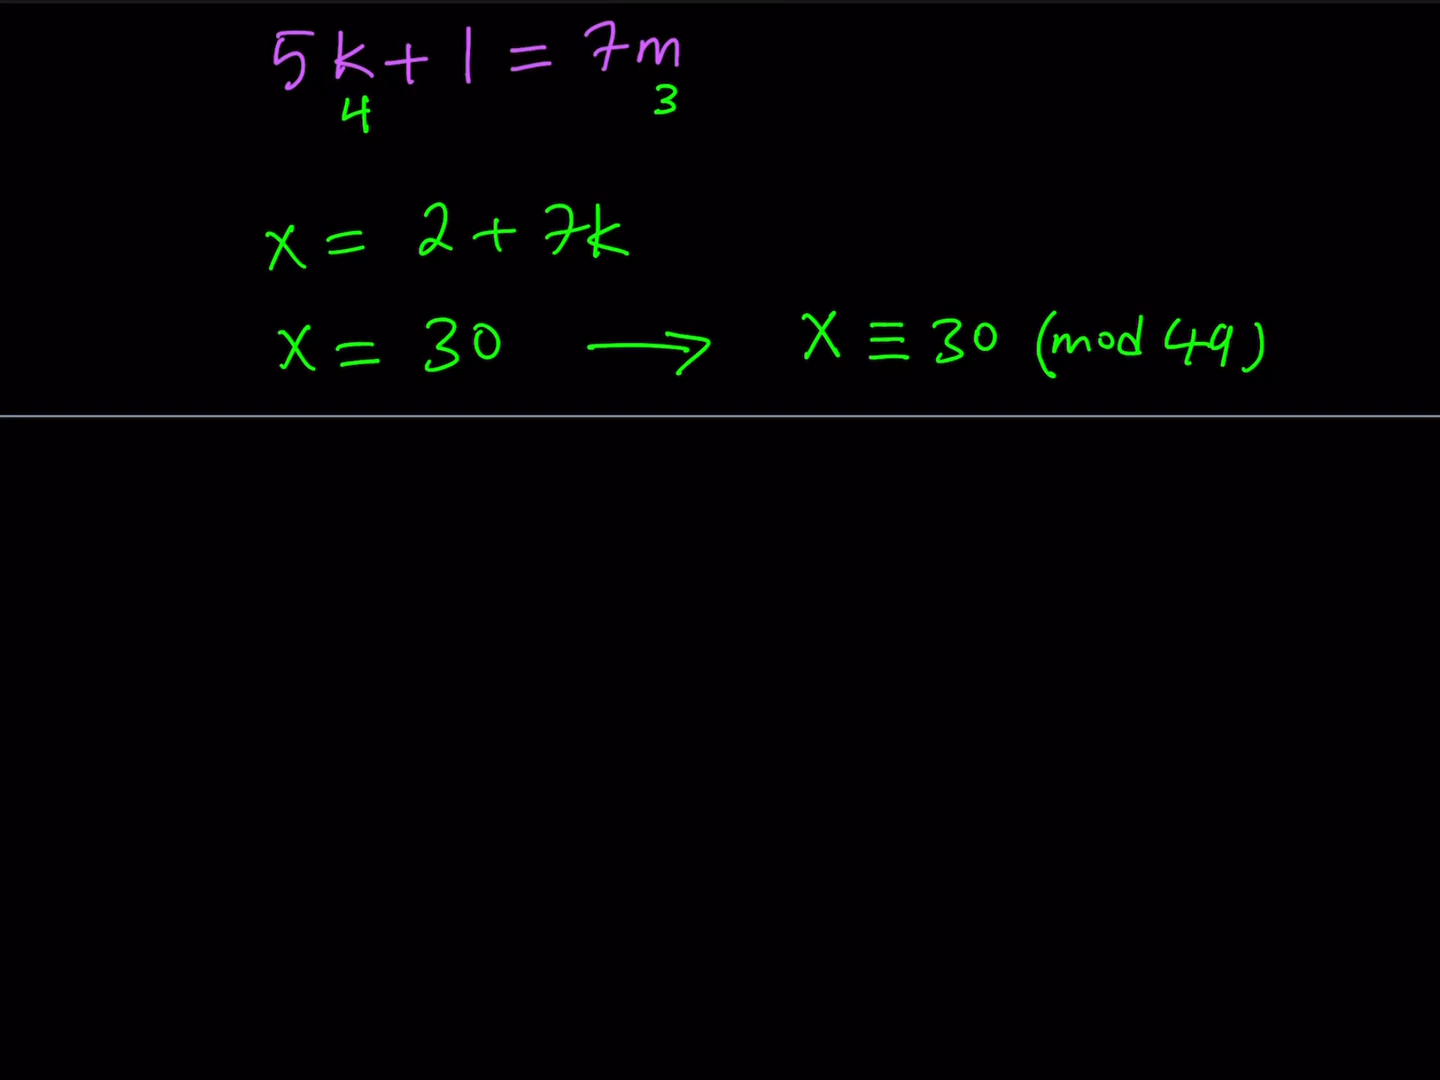 5k+1=7m
4 3
x = 2 + 7k
x = 30 → x ≡ 30 (mod 49)